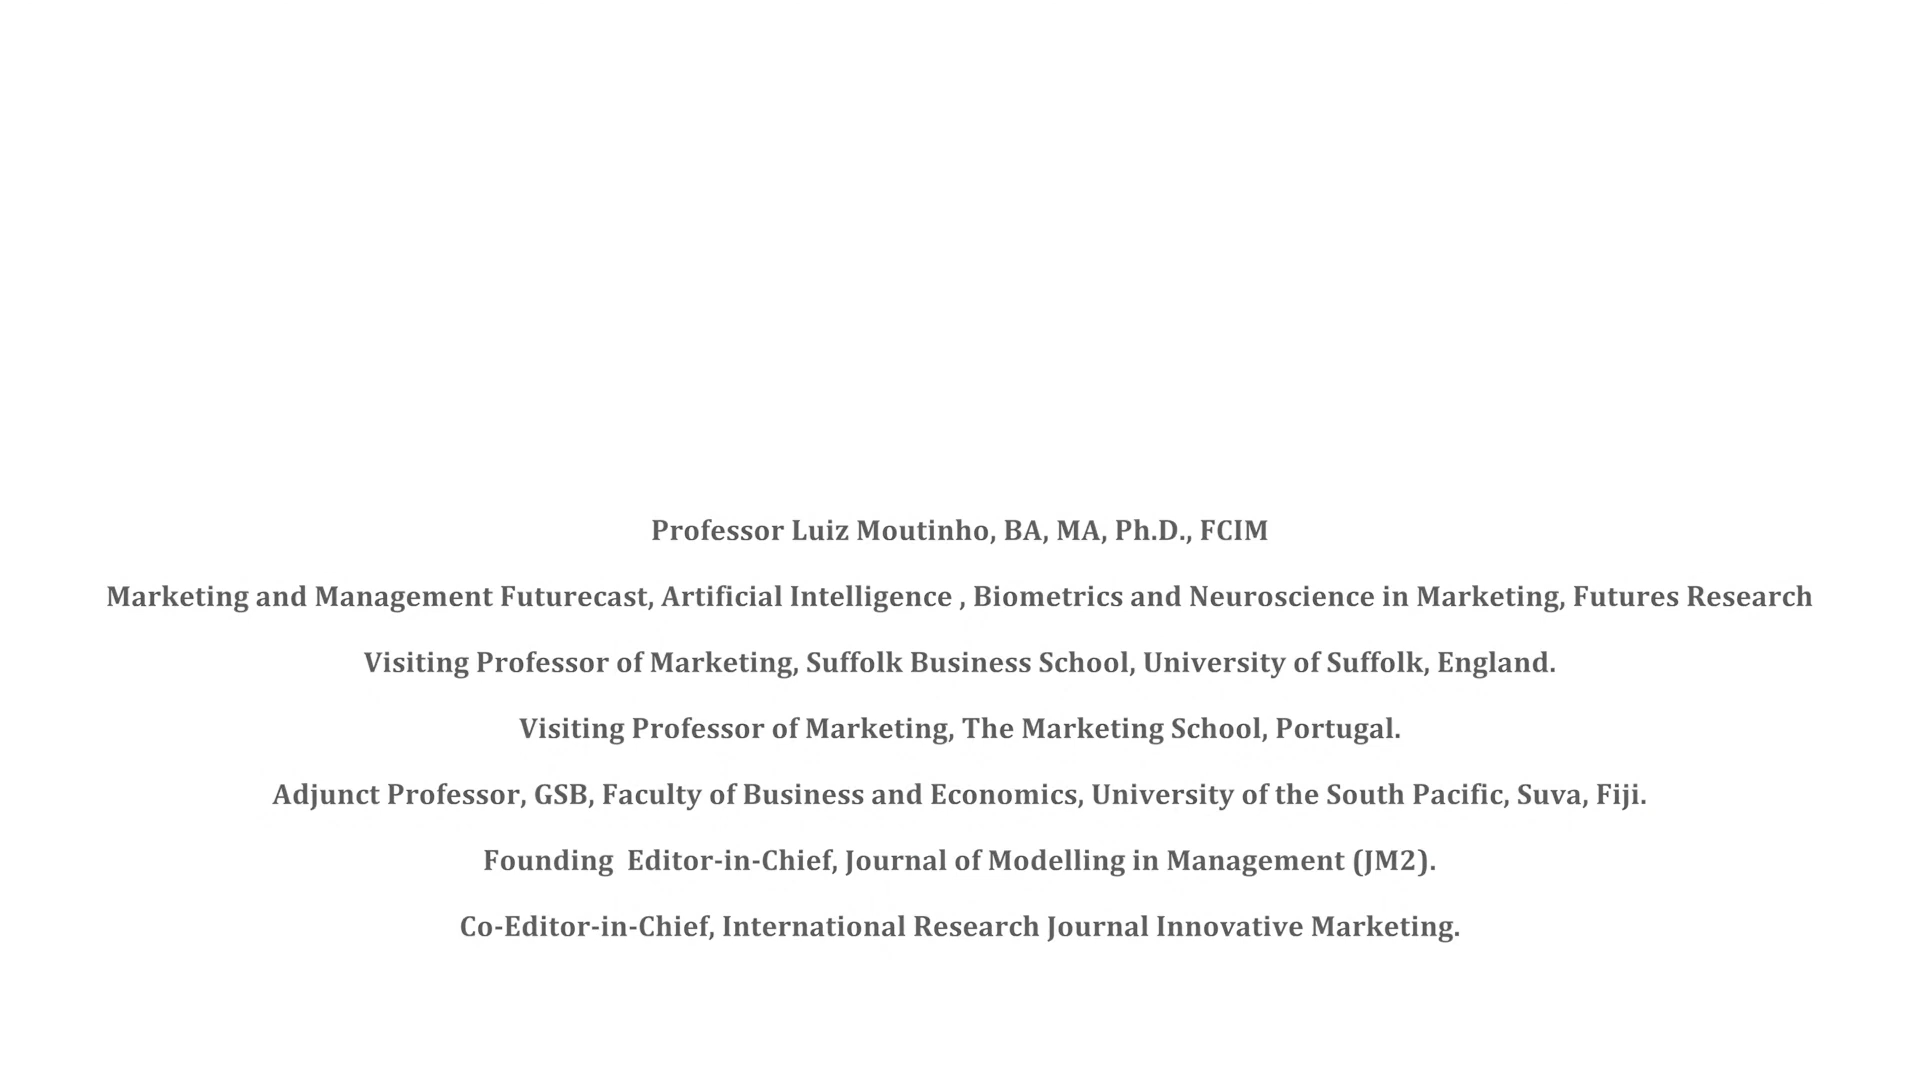 Professor Luiz Moutinho, BA, MA, Ph.D., FCIM
Marketing and Management Futurecast, Artificial Intelligence , Biometrics and Neuroscience in Marketing, Futures Research
Visiting Professor of Marketing, Suffolk Business School, University of Suffolk, England.
Visiting Professor of Marketing, The Marketing School, Portugal.
Adjunct Professor, GSB, Faculty of Business and Economics, University of the South Pacific, Suva, Fiji.
Founding  Editor-in-Chief, Journal of Modelling in Management (JM2).
Co-Editor-in-Chief, International Research Journal Innovative Marketing.